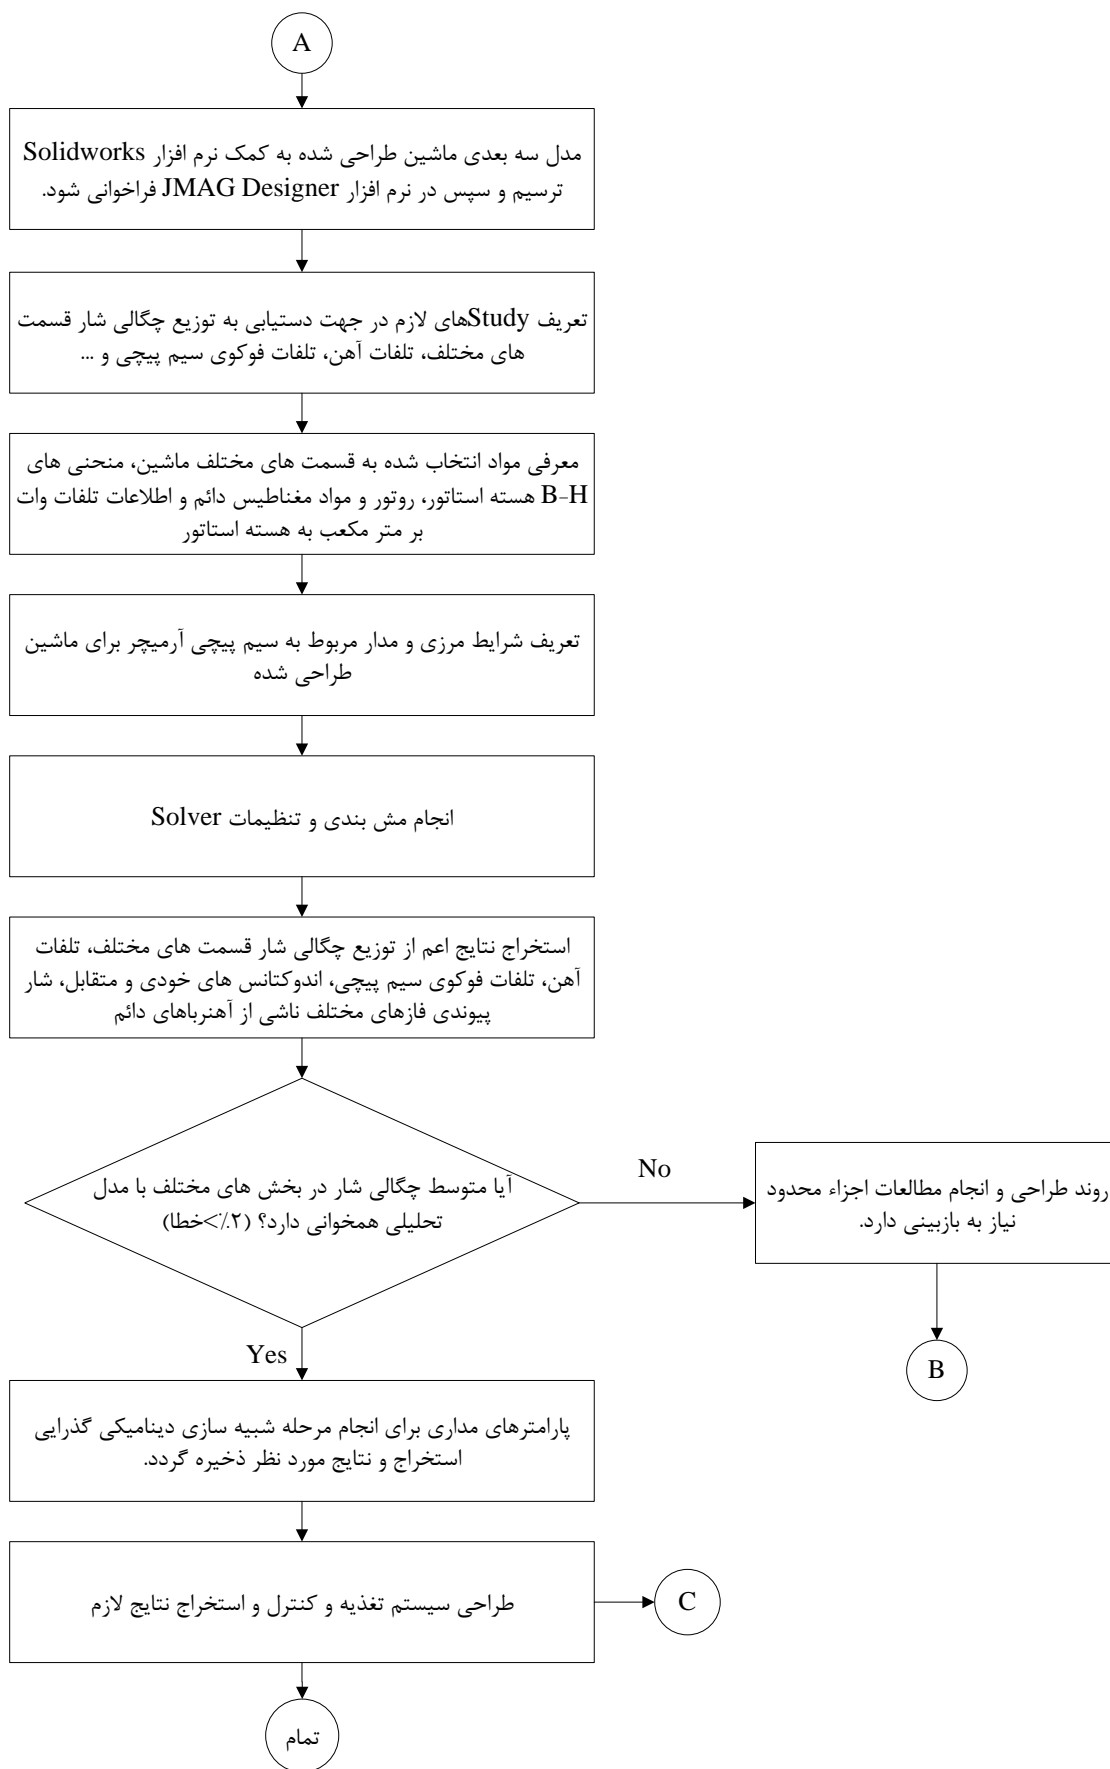 A
مدل سه بعدی ماشین طراحی شده به کمک نرم افزار Solidworks
ترسیم و سپس در نرم افزار JMAG Designer فراخوانی شود.
تعریف Studyهای لازم در جهت دستیابی به توزیع چگالی شار قسمت
های مختلف، تلفات آهن، تلفات فوکوی سیم پیچی و ...
معرفی مواد انتخاب شده به قسمت های مختلف ماشین، منحنی های
B-H هسته استاتور، روتور و مواد مغناطیس دائم و اطلاعات تلفات وات
بر متر مکعب به هسته استاتور
تعریف شرایط مرزی و مدار مربوط به سیم پیچی آرمیچر برای ماشین
طراحی شده
انجام مش بندی و تنظیمات Solver
استخراج نتایج اعم از توزیع چگالی شار قسمت های مختلف، تلفات
آهن، تلفات فوکوی سیم پیچی، اندوکتانس های خودی و متقابل، شار
پیوندی فازهای مختلف ناشی از آهنرباهای دائم
آیا متوسط چگالی شار در بخش های مختلف با مدل
تحلیلی همخوانی دارد؟ (۲٪>خطا)
No
روند طراحی و انجام مطالعات اجزاء محدود
نیاز به بازبینی دارد.
B
Yes
پارامترهای مداری برای انجام مرحله شبیه سازی دینامیکی گذرایی
استخراج و نتایج مورد نظر ذخیره گردد.
طراحی سیستم تغذیه و کنترل و استخراج نتایج لازم
C
تمام